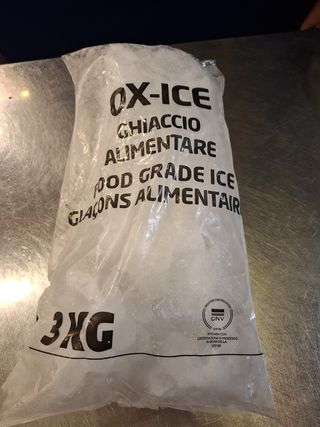 OX-ICE
GHIACCIO
ALIMENTARE
FOOD GRADE ICE
GLAÇONS ALIMENTAIRE
3KG
DNV